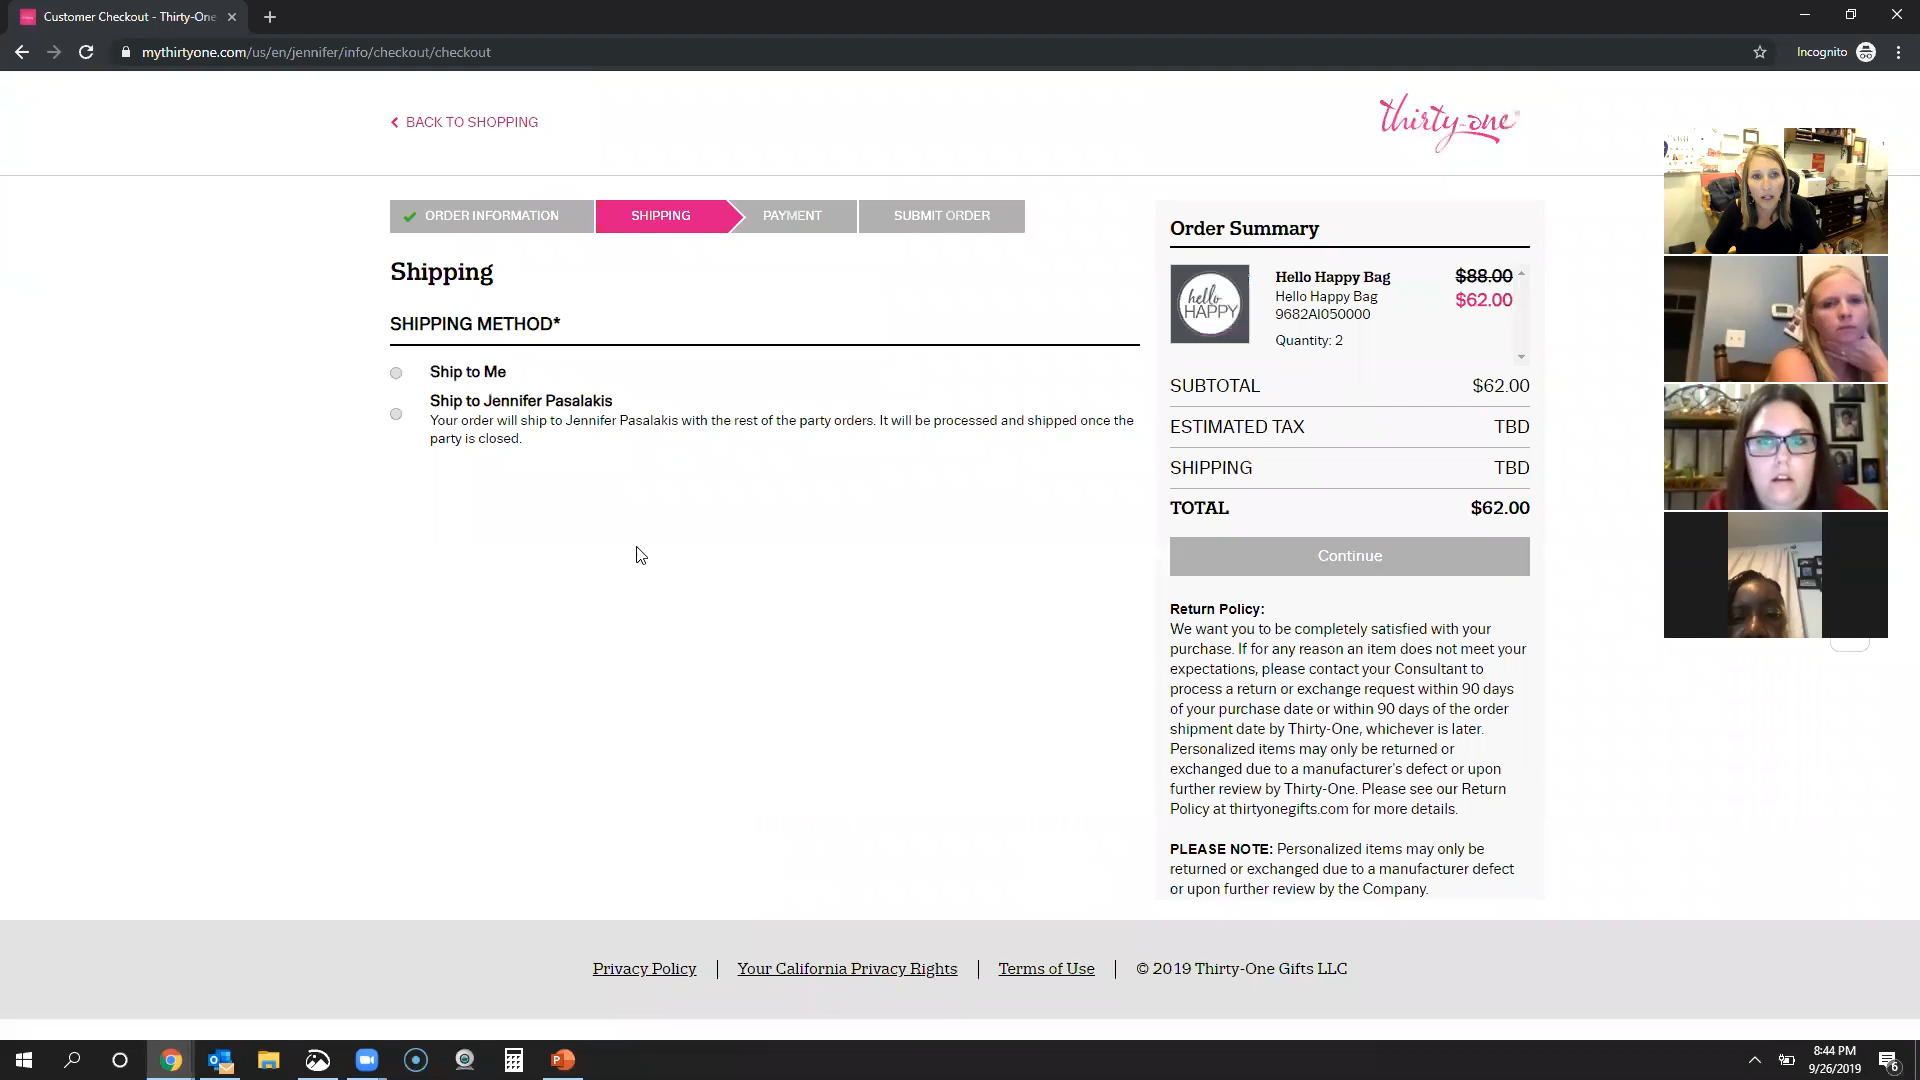 Customer Checkout - Thirty-One
mythirtyone.com/us/en/jennifer/info/checkout/checkout
Incognito
BACK TO SHOPPING
thirty-one
ORDER INFORMATION
SHIPPING
PAYMENT
SUBMIT ORDER
Shipping
SHIPPING METHOD*
Ship to Me
Ship to Jennifer Pasalakis
Your order will ship to Jennifer Pasalakis with the rest of the party orders. It will be processed and shipped once the
party is closed.
Order Summary
hello
HAPPY
Hello Happy Bag
$88.00
Hello Happy Bag
$62.00
9682AI050000
Quantity: 2
SUBTOTAL $62.00
ESTIMATED TAX TBD
SHIPPING TBD
TOTAL $62.00
Continue
Return Policy:
We want you to be completely satisfied with your
purchase. If for any reason an item does not meet your
expectations, please contact your Consultant to
process a return or exchange request within 90 days
of your purchase date or within 90 days of the order
shipment date by Thirty-One, whichever is later.
Personalized items may only be returned or
exchanged due to a manufacturer's defect or upon
further review by Thirty-One. Please see our Return
Policy at thirtyonegifts.com for more details.
PLEASE NOTE: Personalized items may only be
returned or exchanged due to a manufacturer defect
or upon further review by the Company.
Privacy Policy
Your California Privacy Rights
Terms of Use
© 2019 Thirty-One Gifts LLC
8:44 PM
9/26/2019
6